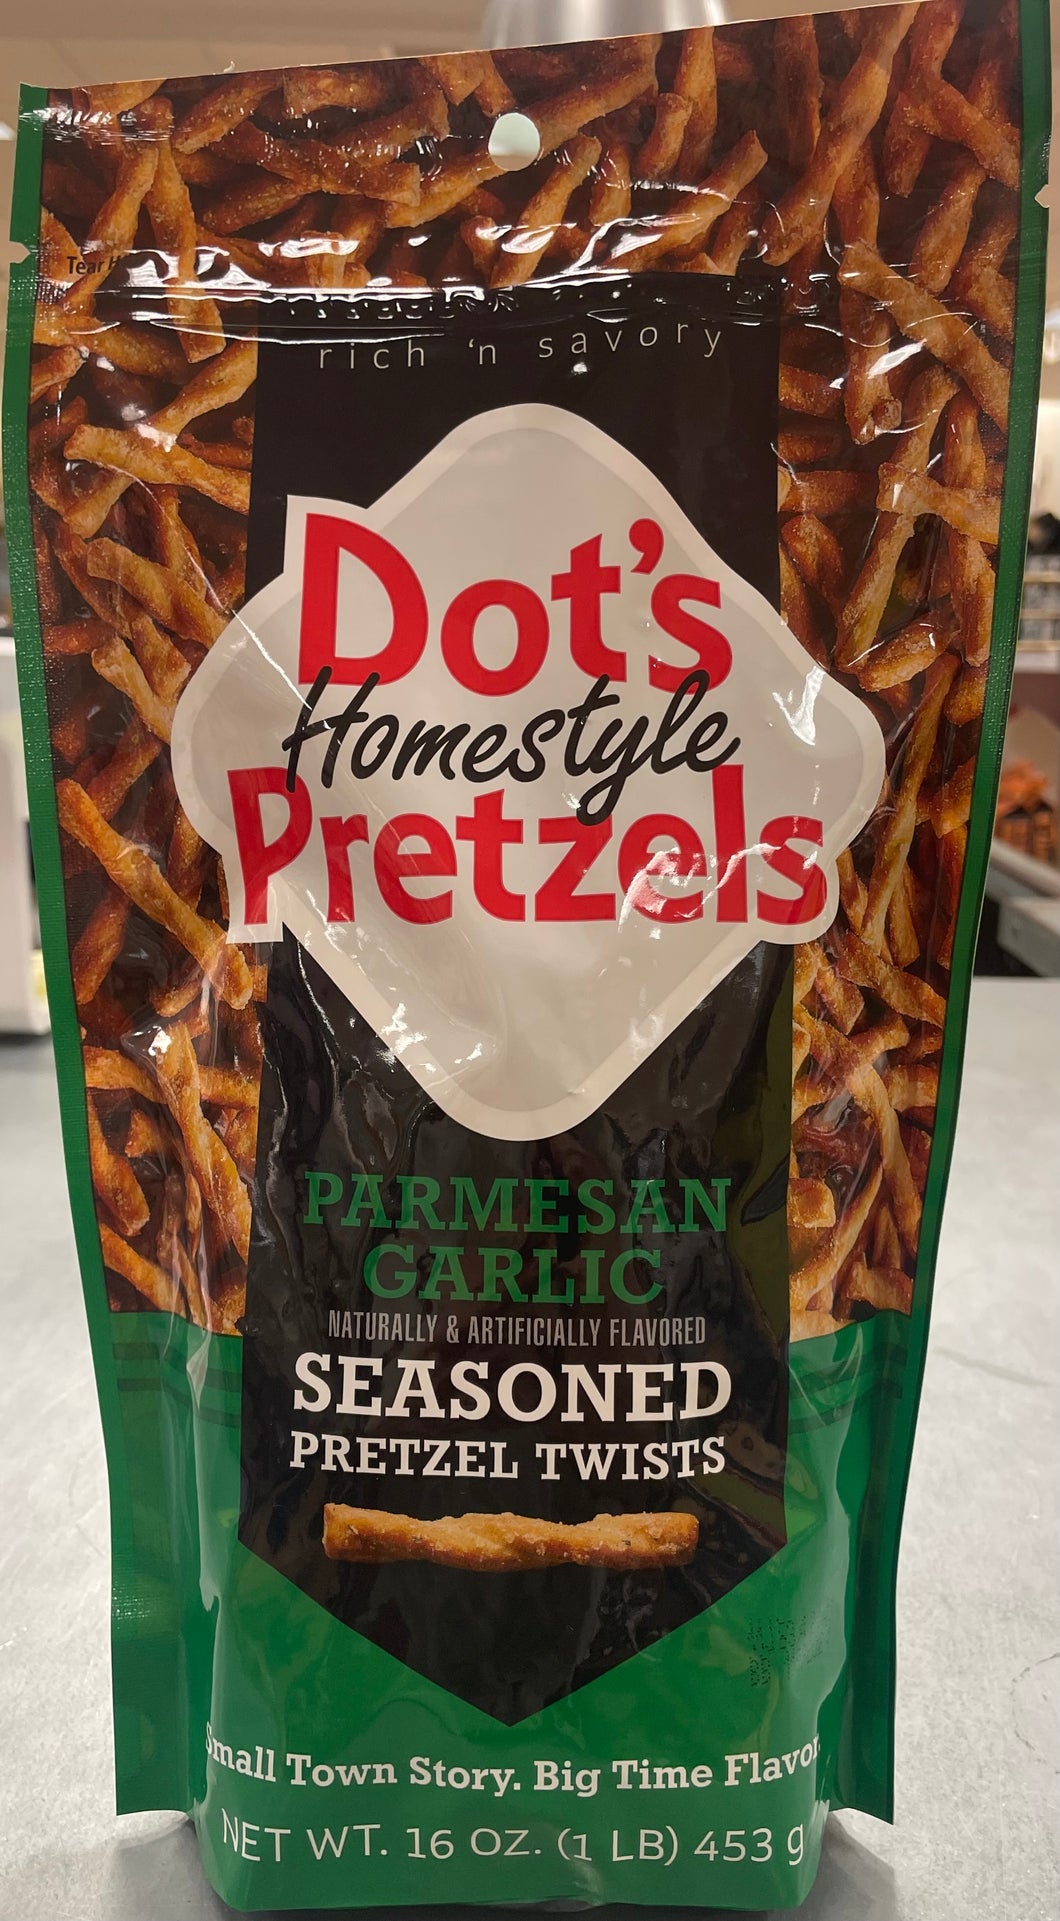 Tear
rich 'n savory
Dot's
Homestyle
Pretzels
PARMESAN
GARLIC
NATURALLY & ARTIFICIALLY FLAVORED
SEASONED
PRETZEL TWISTS
Small Town Story. Big Time Flavor.
NET WT. 16 OZ. (1 LB) 453 g